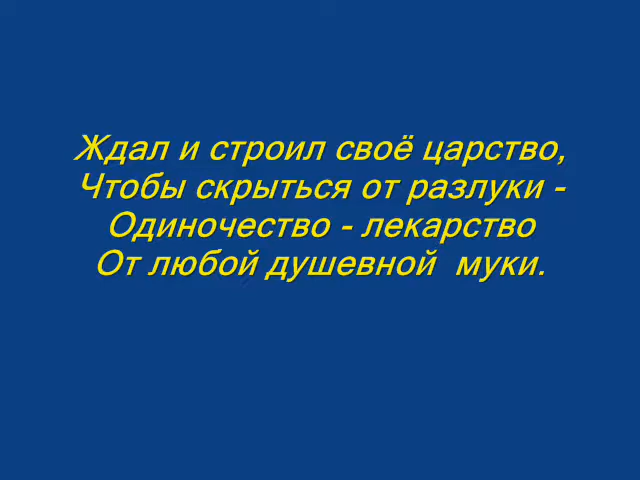 Ждал и строил своё царство,
Чтобы скрыться от разлуки -
Одиночество - лекарство
От любой душевной  муки.